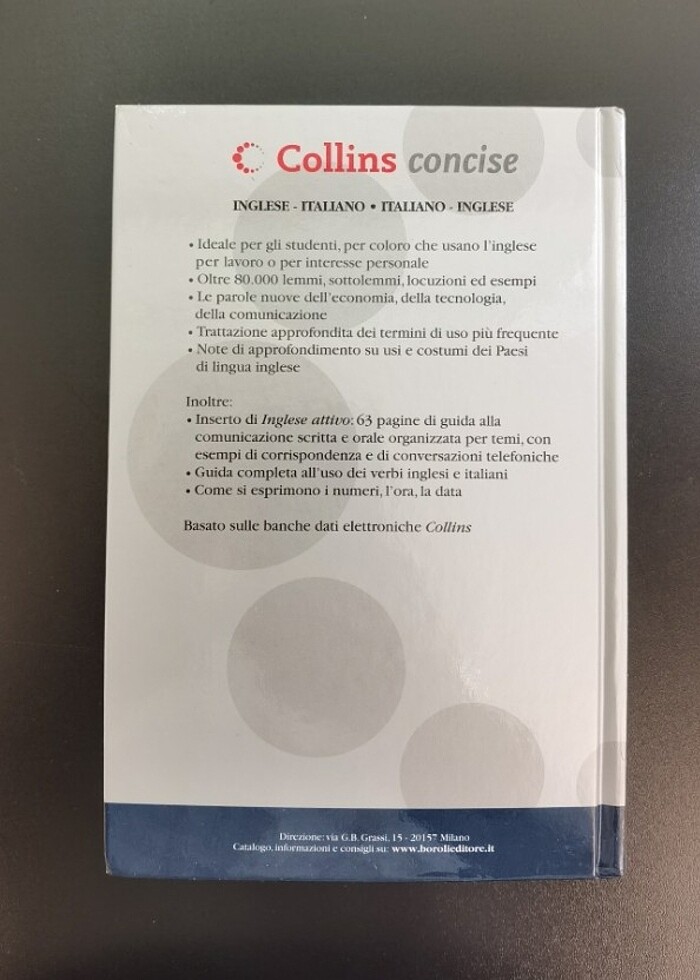 Collins concise
INGLESE - ITALIANO • ITALIANO - INGLESE
• Ideale per gli studenti, per coloro che usano l'inglese
per lavoro o per interesse personale
• Oltre 80.000 lemmi, sottolemmi, locuzioni ed esempi
• Le parole nuove dell'economia, della tecnologia,
della comunicazione
• Trattazione approfondita dei termini di uso più frequente
• Note di approfondimento su usi e costumi dei Paesi
di lingua inglese
Inoltre:
• Inserto di Inglese attivo: 63 pagine di guida alla
comunicazione scritta e orale organizzata per temi, con
esempi di corrispondenza e di conversazioni telefoniche
• Guida completa all'uso dei verbi inglesi e italiani
• Come si esprimono i numeri, l'ora, la data
Basato sulle banche dati elettroniche Collins
Direzione: via G.B. Grassi, 15 - 20157 Milano
Catalogo, informazioni e consigli su: www.borolieditore.it